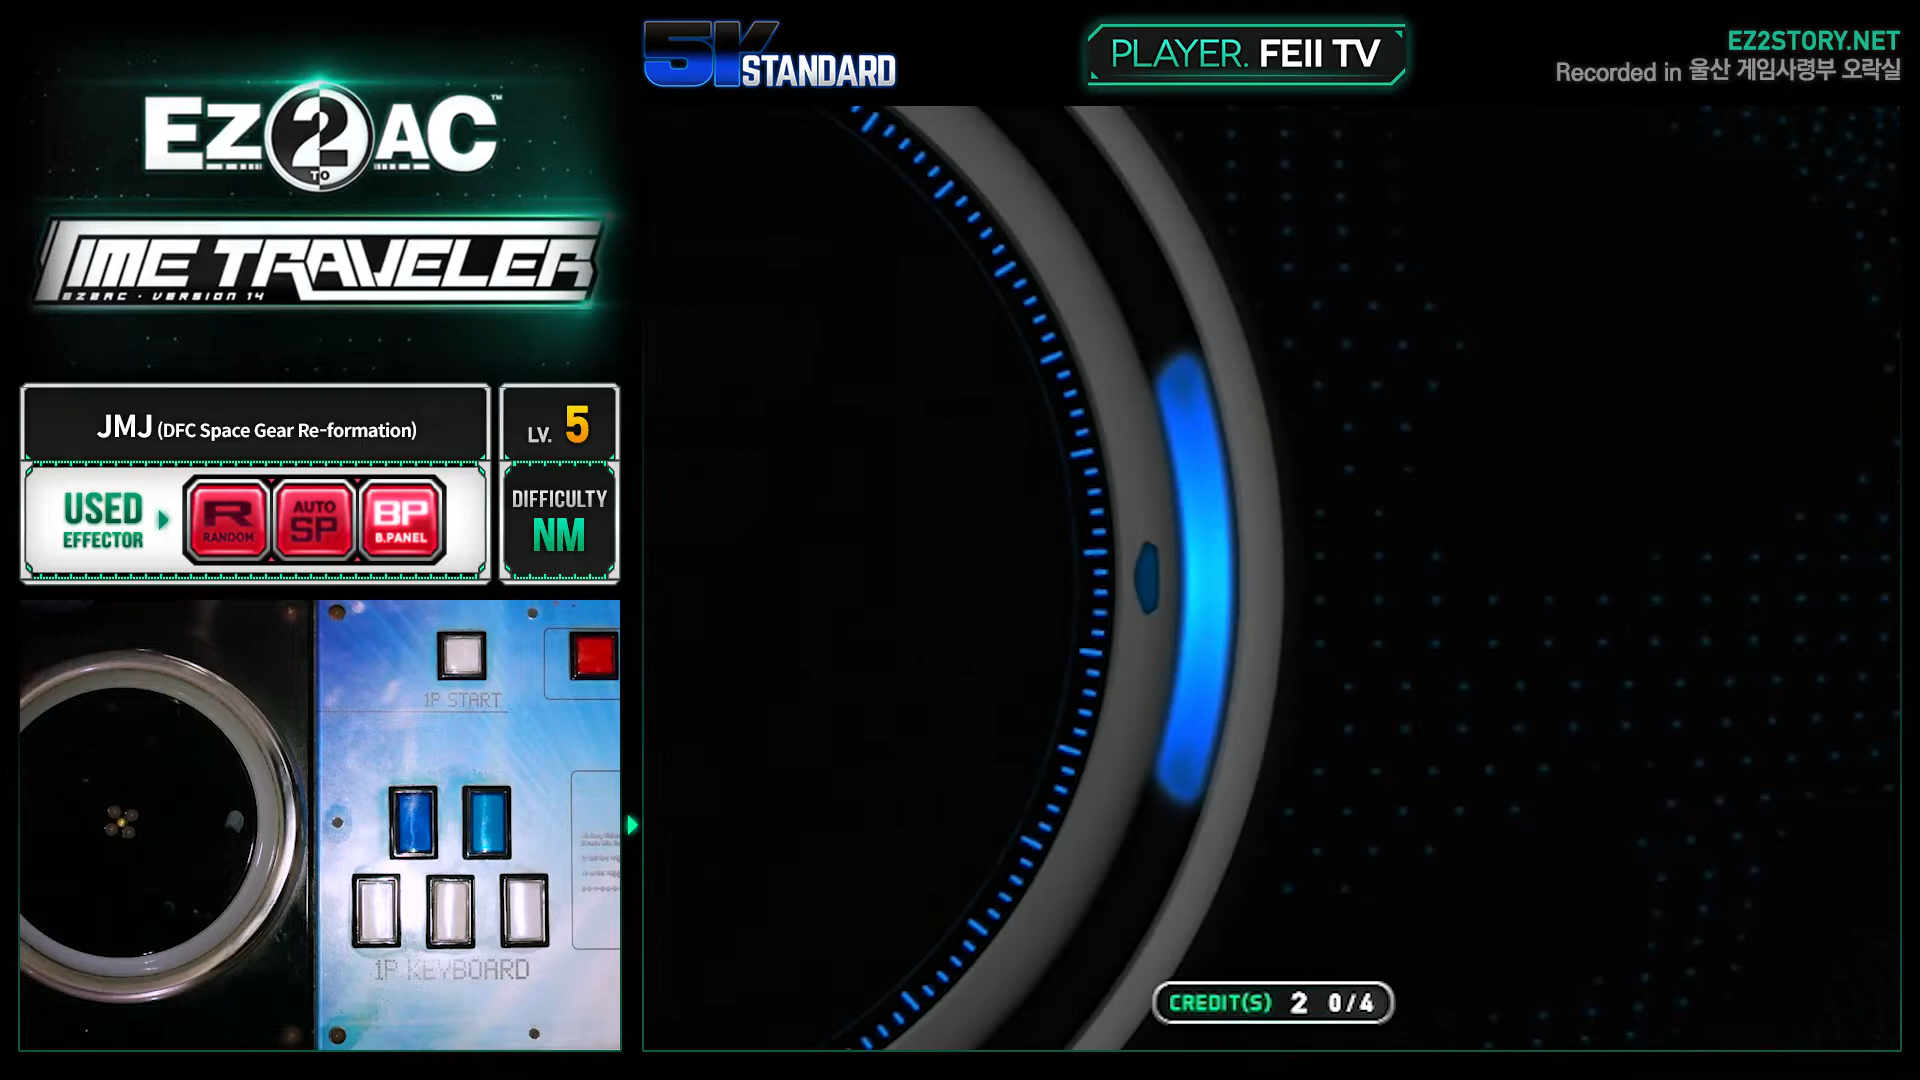 EZ2AC™
TO
TIME TRAVELER
EZ2AC · VERSION 14
5K STANDARD
PLAYER. FEII TV
EZ2STORY.NET
Recorded in 울산 게임사령부 오락실
JMJ (DFC Space Gear Re-formation)
LV. 5
USED
EFFECTOR
R
RANDOM
AUTO
SP
BP
B.PANEL
DIFFICULTY
NM
1P START
1P KEYBOARD
CREDIT(S) 2 0/4